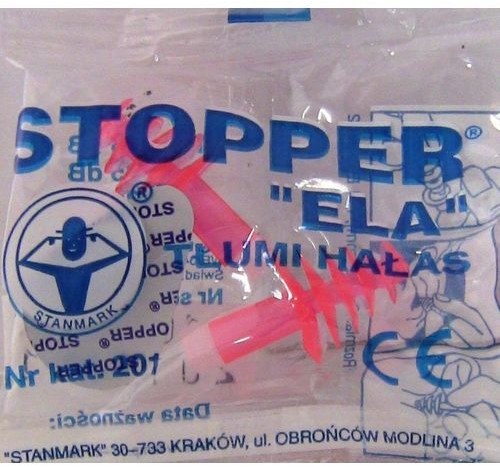 STOPPER®
"ELA"
TŁUMI HAŁAS
®
STANMARK
Nr kat. 201
CE
Data ważności:
"STANMARK" 30-733 KRAKÓW, ul. OBROŃCÓW MODLINA 3